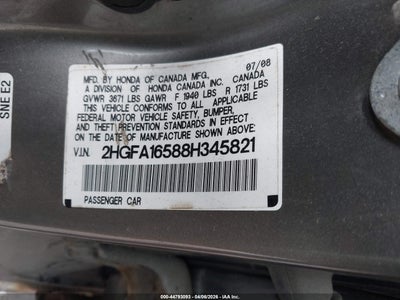 07/08
MFD. BY HONDA OF CANADA MFG.,
A DIVISION OF HONDA CANADA INC., CANADA
GVWR 3671 LBS GAWR F 1940 LBS R 1731 LBS
THIS VEHICLE CONFORMS TO ALL APPLICABLE
FEDERAL MOTOR VEHICLE SAFETY, BUMPER,
AND THEFT PREVENTION STANDARDS IN EFFECT
ON THE DATE OF MANUFACTURE SHOWN ABOVE.
V.I.N. 2HGFA16588H345821
PASSENGER CAR
SNE E2
000-44793093 - 04/06/2026 - © IAA, Inc.